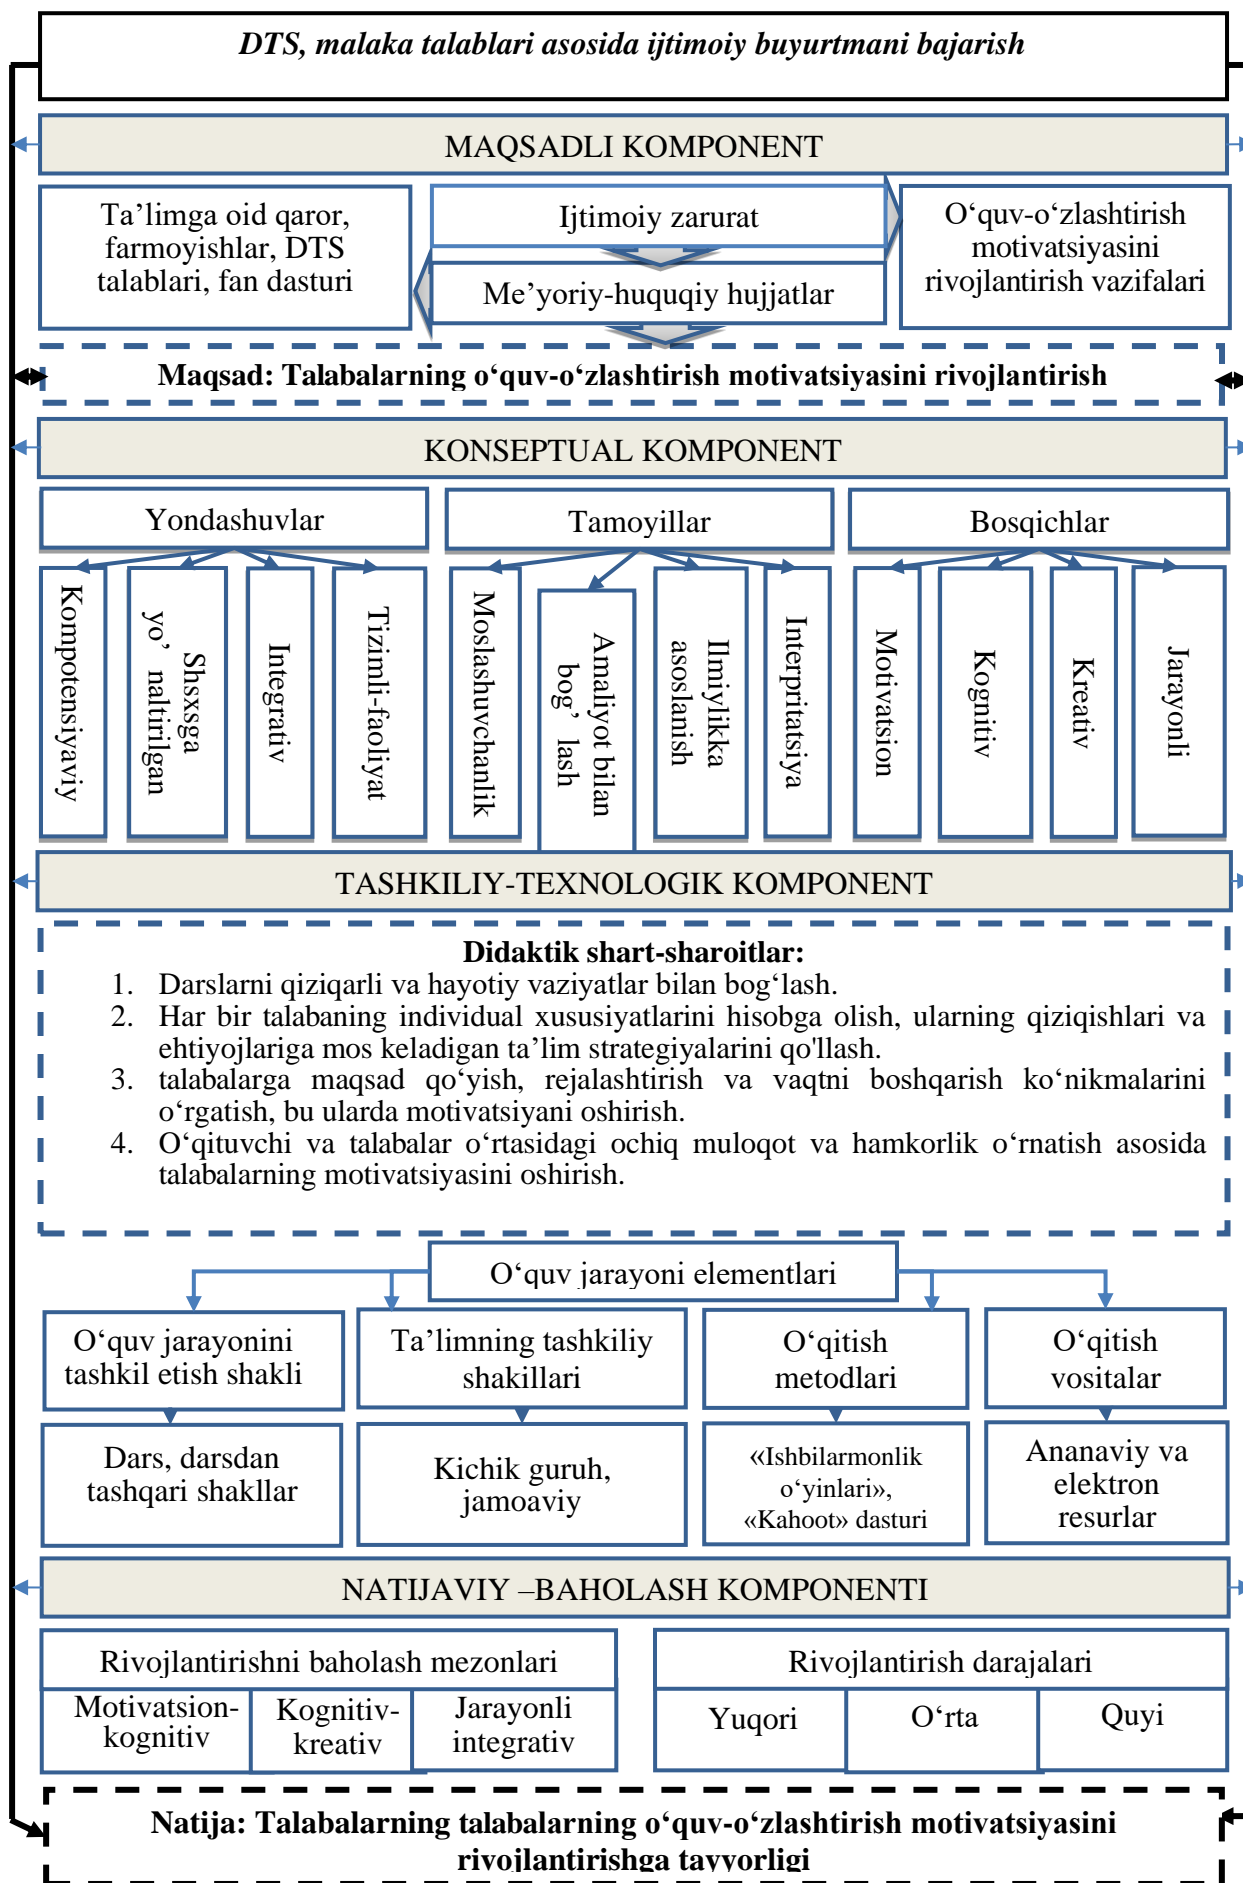 DTS, malaka talablari asosida ijtimoiy buyurtmani bajarish
MAQSADLI KOMPONENT
Ta’limga oid qaror,
farmoyishlar, DTS
talablari, fan dasturi
Ijtimoiy zarurat
Me’yoriy-huquqiy hujjatlar
O‘quv-o‘zlashtirish
motivatsiyasini
rivojlantirish vazifalari
Maqsad: Talabalarning o‘quv-o‘zlashtirish motivatsiyasini rivojlantirish
KONSEPTUAL KOMPONENT
Yondashuvlar
Tamoyillar
Bosqichlar
Kompotensiyaviy
Shsxsga
yo’ naltirilgan
Integrativ
Tizimli-faoliyat
Moslashuvchanlik
Amaliyot bilan
bog’ lash
Ilmiylikka
asoslanish
Interpritatsiya
Motivatsion
Kognitiv
Kreativ
Jarayonli
TASHKILIY-TEXNOLOGIK KOMPONENT
Didaktik shart-sharoitlar:
1. Darslarni qiziqarli va hayotiy vaziyatlar bilan bog‘lash.
2. Har bir talabaning individual xususiyatlarini hisobga olish, ularning qiziqishlari va
ehtiyojlariga mos keladigan ta’lim strategiyalarini qo'llash.
3. talabalarga maqsad qo‘yish, rejalashtirish va vaqtni boshqarish ko‘nikmalarini
o‘rgatish, bu ularda motivatsiyani oshirish.
4. O‘qituvchi va talabalar o‘rtasidagi ochiq muloqot va hamkorlik o‘rnatish asosida
talabalarning motivatsiyasini oshirish.
O‘quv jarayoni elementlari
O‘quv jarayonini
tashkil etish shakli
Ta’limning tashkiliy
shakillari
O‘qitish
metodlari
O‘qitish
vositalar
Dars, darsdan
tashqari shakllar
Kichik guruh,
jamoaviy
«Ishbilarmonlik
o‘yinlari»,
«Kahoot» dasturi
Ananaviy va
elektron
resurlar
NATIJAVIY –BAHOLASH KOMPONENTI
Rivojlantirishni baholash mezonlari
Motivatsion-
kognitiv
Kognitiv-
kreativ
Jarayonli
integrativ
Rivojlantirish darajalari
Yuqori
O‘rta
Quyi
Natija: Talabalarning talabalarning o‘quv-o‘zlashtirish motivatsiyasini
rivojlantirishga tayyorligi